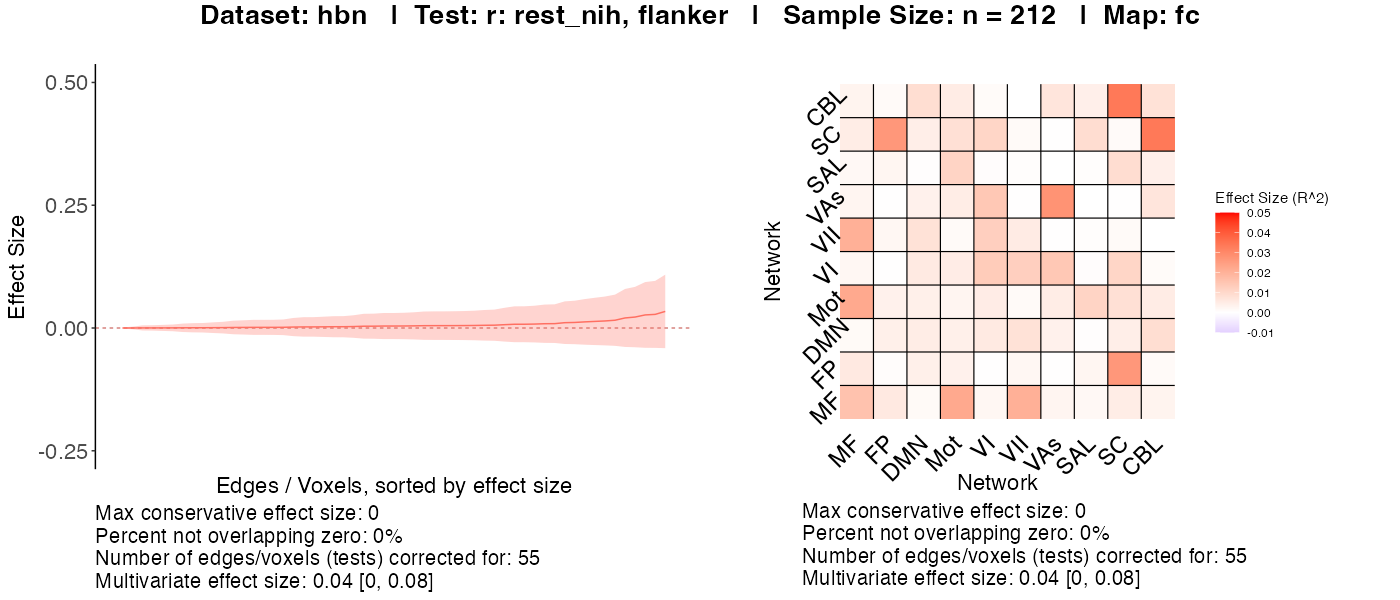 Dataset: hbn | Test: r: rest_nih, flanker | Sample Size: n = 212 | Map: fc
Effect Size
0.50
0.25
0.00
-0.25
Edges / Voxels, sorted by effect size
Max conservative effect size: 0
Percent not overlapping zero: 0%
Number of edges/voxels (tests) corrected for: 55
Multivariate effect size: 0.04 [0, 0.08]
Network
CBL
SC
SAL
VAs
VII
VI
Mot
DMN
FP
MF
MF FP DMN Mot VI VII VAs SAL SC CBL
Network
Effect Size (R^2)
0.05
0.04
0.03
0.02
0.01
0.00
-0.01
Max conservative effect size: 0
Percent not overlapping zero: 0%
Number of edges/voxels (tests) corrected for: 55
Multivariate effect size: 0.04 [0, 0.08]